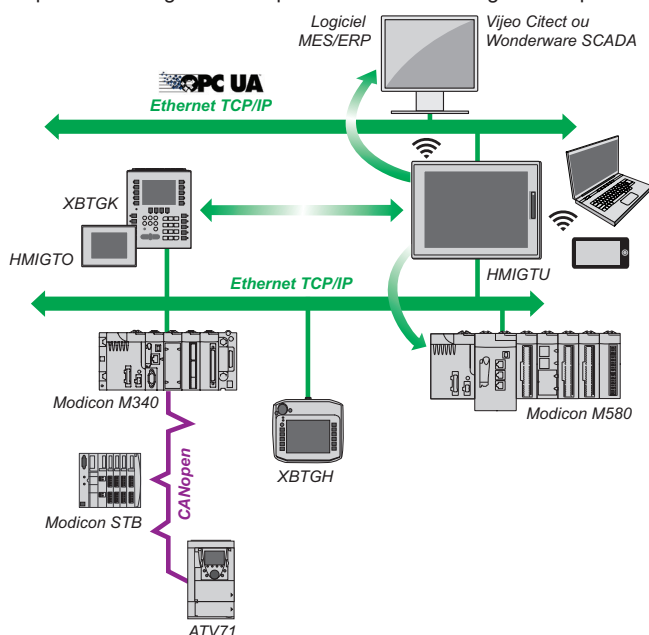 Logiciel
MES/ERP
Vijeo Citect ou
Wonderware SCADA
OPC UA
Ethernet TCP/IP
XBTGK
HMIGTO
HMIGTU
Ethernet TCP/IP
Modicon M340
Modicon M580
XBTGH
CANopen
Modicon STB
ATV71